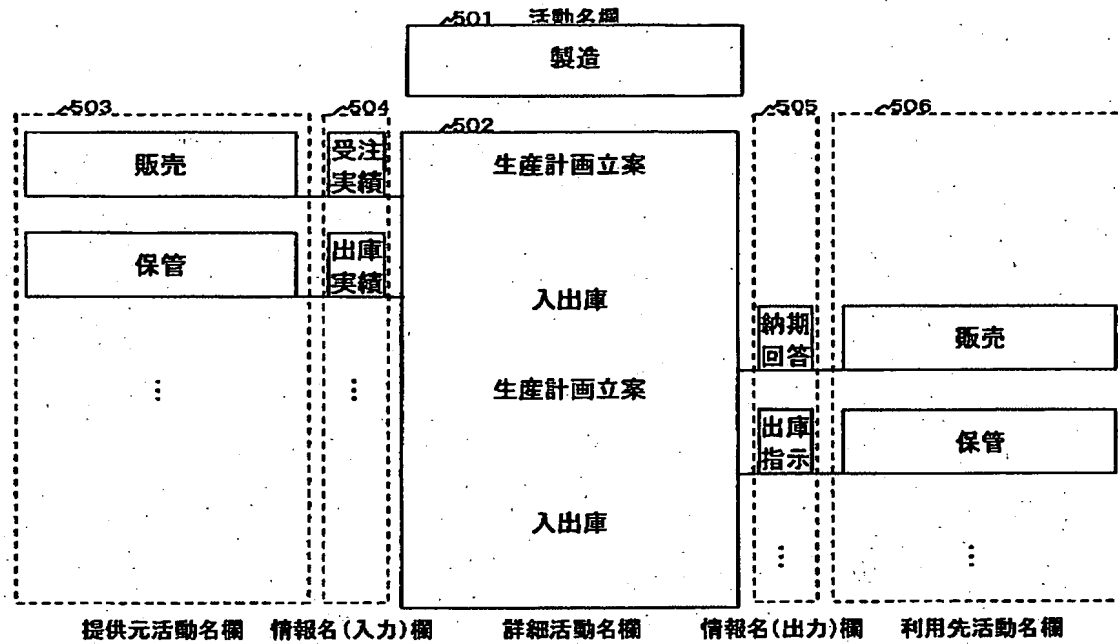 501 活動名欄
製造
503
504
502
505
506
販売
受注
実績
生産計画立案
保管
出庫
実績
入出庫
納期
回答
販売
⋮
⋮
生産計画立案
出庫
指示
保管
入出庫
⋮
⋮
提供元活動名欄 情報名(入力)欄 詳細活動名欄 情報名(出力)欄 利用先活動名欄